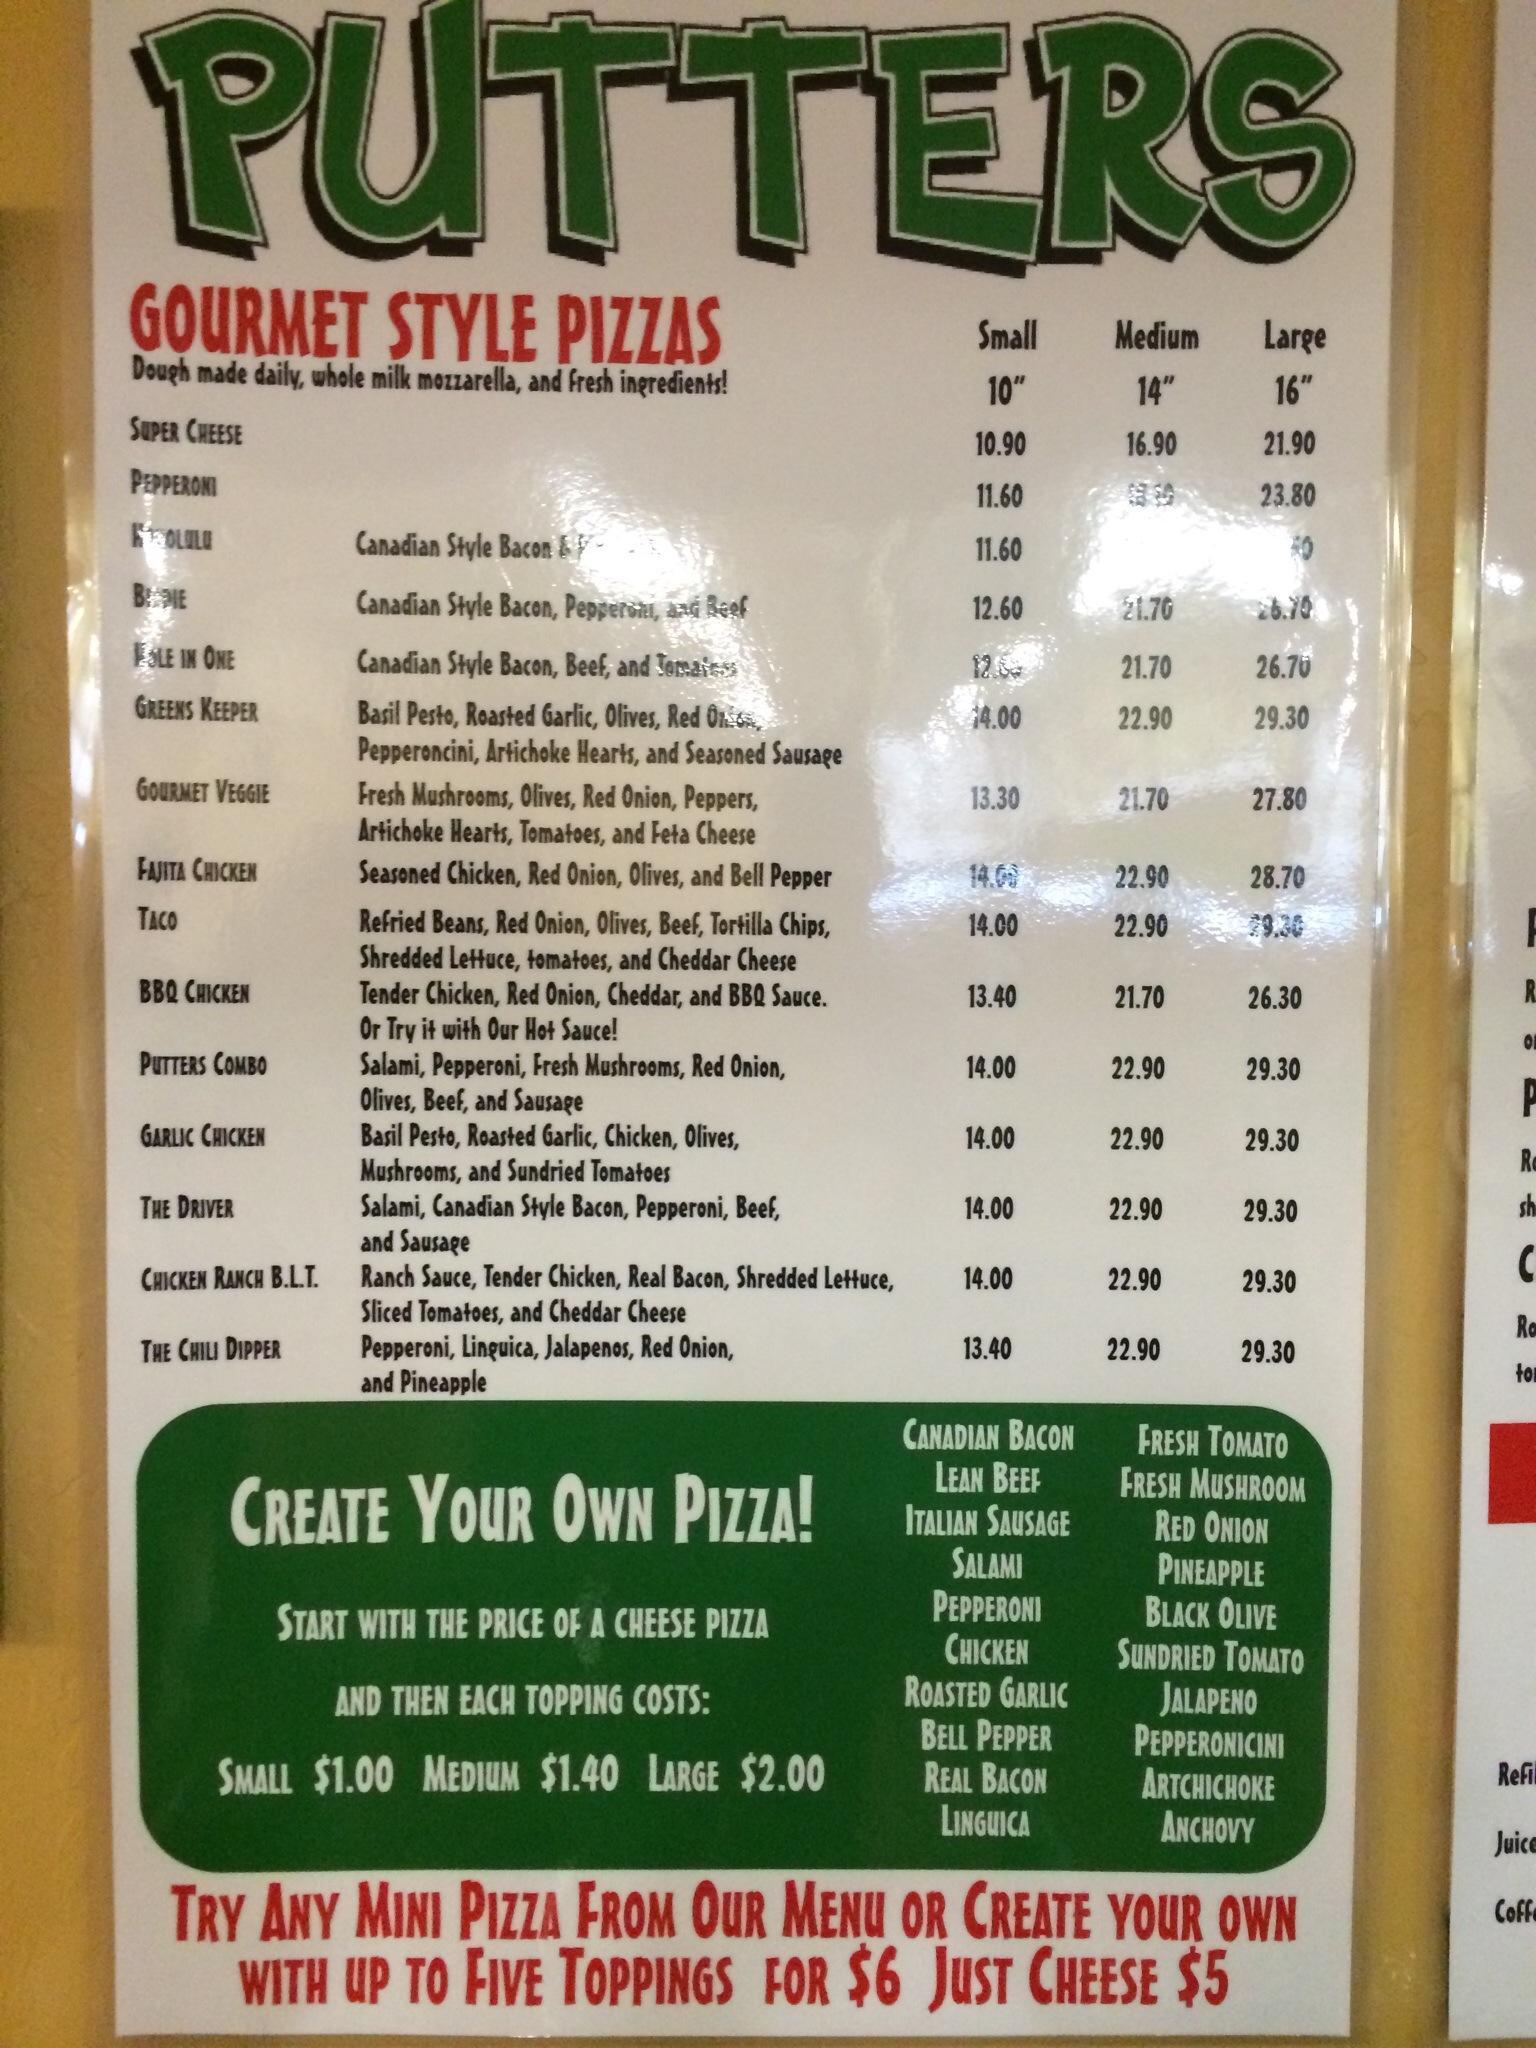 PUTTERS
GOURMET STYLE PIZZAS
Dough made daily, whole milk mozzarella, and fresh ingredients!
Small Medium Large
10" 14" 16"
SUPER CHEESE 10.90 16.90 21.90
PEPPERONI 11.60 23.80
Canadian Style Bacon & 11.60
Canadian Style Bacon, Pepperoni, and Beef 12.60 21.70 26.70
HOLE IN ONE Canadian Style Bacon, Beef, and Tomatoes 21.70 26.70
GREENS KEEPER Basil Pesto, Roasted Garlic, Olives, Red Onion, 14.00 22.90 29.30
Pepperoncini, Artichoke Hearts, and Seasoned Sausage
GOURMET VEGGIE Fresh Mushrooms, Olives, Red Onion, Peppers, 13.30 21.70 27.80
Artichoke Hearts, Tomatoes, and Feta Cheese
FAJITA CHICKEN Seasoned Chicken, Red Onion, Olives, and Bell Pepper 14.00 22.90 28.70
TACO Refried Beans, Red Onion, Olives, Beef, Tortilla Chips, 14.00 22.90 29.30
Shredded Lettuce, tomatoes, and Cheddar Cheese
BBQ CHICKEN Tender Chicken, Red Onion, Cheddar, and BBQ Sauce. 13.40 21.70 26.30
Or Try it with Our Hot Sauce!
PUTTERS COMBO Salami, Pepperoni, Fresh Mushrooms, Red Onion, 14.00 22.90 29.30
Olives, Beef, and Sausage
GARLIC CHICKEN Basil Pesto, Roasted Garlic, Chicken, Olives, 14.00 22.90 29.30
Mushrooms, and Sundried Tomatoes
THE DRIVER Salami, Canadian Style Bacon, Pepperoni, Beef, 14.00 22.90 29.30
and Sausage
CHICKEN RANCH B.L.T. Ranch Sauce, Tender Chicken, Real Bacon, Shredded Lettuce, 14.00 22.90 29.30
Sliced Tomatoes, and Cheddar Cheese
THE CHILI DIPPER Pepperoni, Linguica, Jalapenos, Red Onion, 13.40 22.90 29.30
and Pineapple
CREATE YOUR OWN PIZZA!
START WITH THE PRICE OF A CHEESE PIZZA
AND THEN EACH TOPPING COSTS:
SMALL $1.00 MEDIUM $1.40 LARGE $2.00
CANADIAN BACON
LEAN BEEF
ITALIAN SAUSAGE
SALAMI
PEPPERONI
CHICKEN
ROASTED GARLIC
BELL PEPPER
REAL BACON
LINGUICA
FRESH TOMATO
FRESH MUSHROOM
RED ONION
PINEAPPLE
BLACK OLIVE
SUNDRIED TOMATO
JALAPENO
PEPPERONICINI
ARTCHICHOKE
ANCHOVY
TRY ANY MINI PIZZA FROM OUR MENU OR CREATE YOUR OWN
WITH UP TO FIVE TOPPINGS FOR $6 JUST CHEESE $5